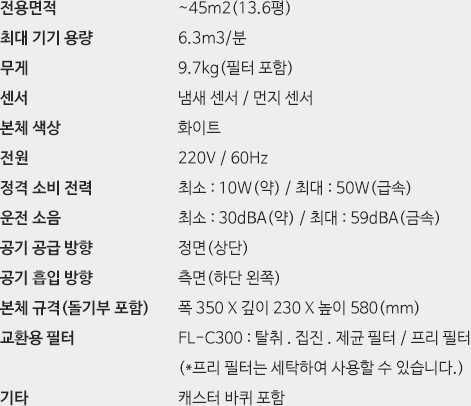 전용면적 ~45m2(13.6평)
최대 기기 용량 6.3m3/분
무게 9.7kg(필터 포함)
센서 냄새 센서 / 먼지 센서
본체 색상 화이트
전원 220V / 60Hz
정격 소비 전력 최소 : 10W(약) / 최대 : 50W(급속)
운전 소음 최소 : 30dBA(약) / 최대 : 59dBA(금속)
공기 공급 방향 정면(상단)
공기 흡입 방향 측면(하단 왼쪽)
본체 규격(돌기부 포함) 폭 350 X 깊이 230 X 높이 580(mm)
교환용 필터 FL-C300 : 탈취 . 집진 . 제균 필터 / 프리 필터
(*프리 필터는 세탁하여 사용할 수 있습니다.)
기타 캐스터 바퀴 포함